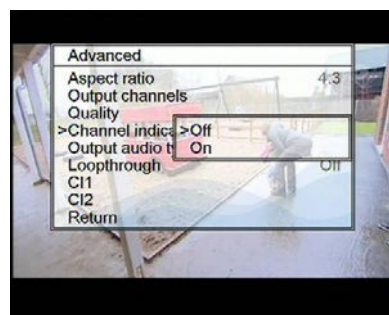 Advanced
Aspect ratio 4:3
Output channels
Quality
>Channel indica >Off
Output audio t On
Loopthrough Off
CI1
CI2
Return